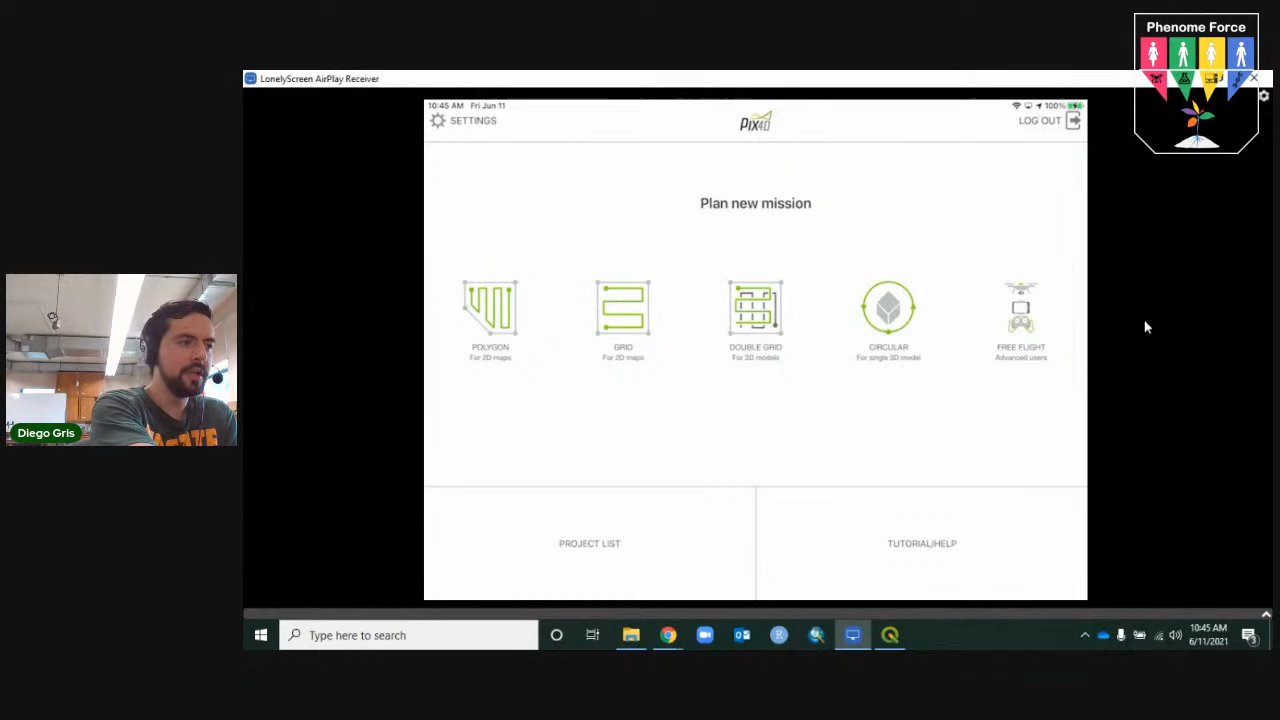 Phenome Force
LonelyScreen AirPlay Receiver
10:45 AM Fri Jun 11
100%
SETTINGS
PIX4D
LOG OUT
Plan new mission
POLYGON
For 2D maps
GRID
For 2D maps
DOUBLE GRID
For 3D models
CIRCULAR
For single 3D model
FREE FLIGHT
Advanced users
Diego Gris
PROJECT LIST
TUTORIAL/HELP
Type here to search
10:45 AM
6/11/2021
3